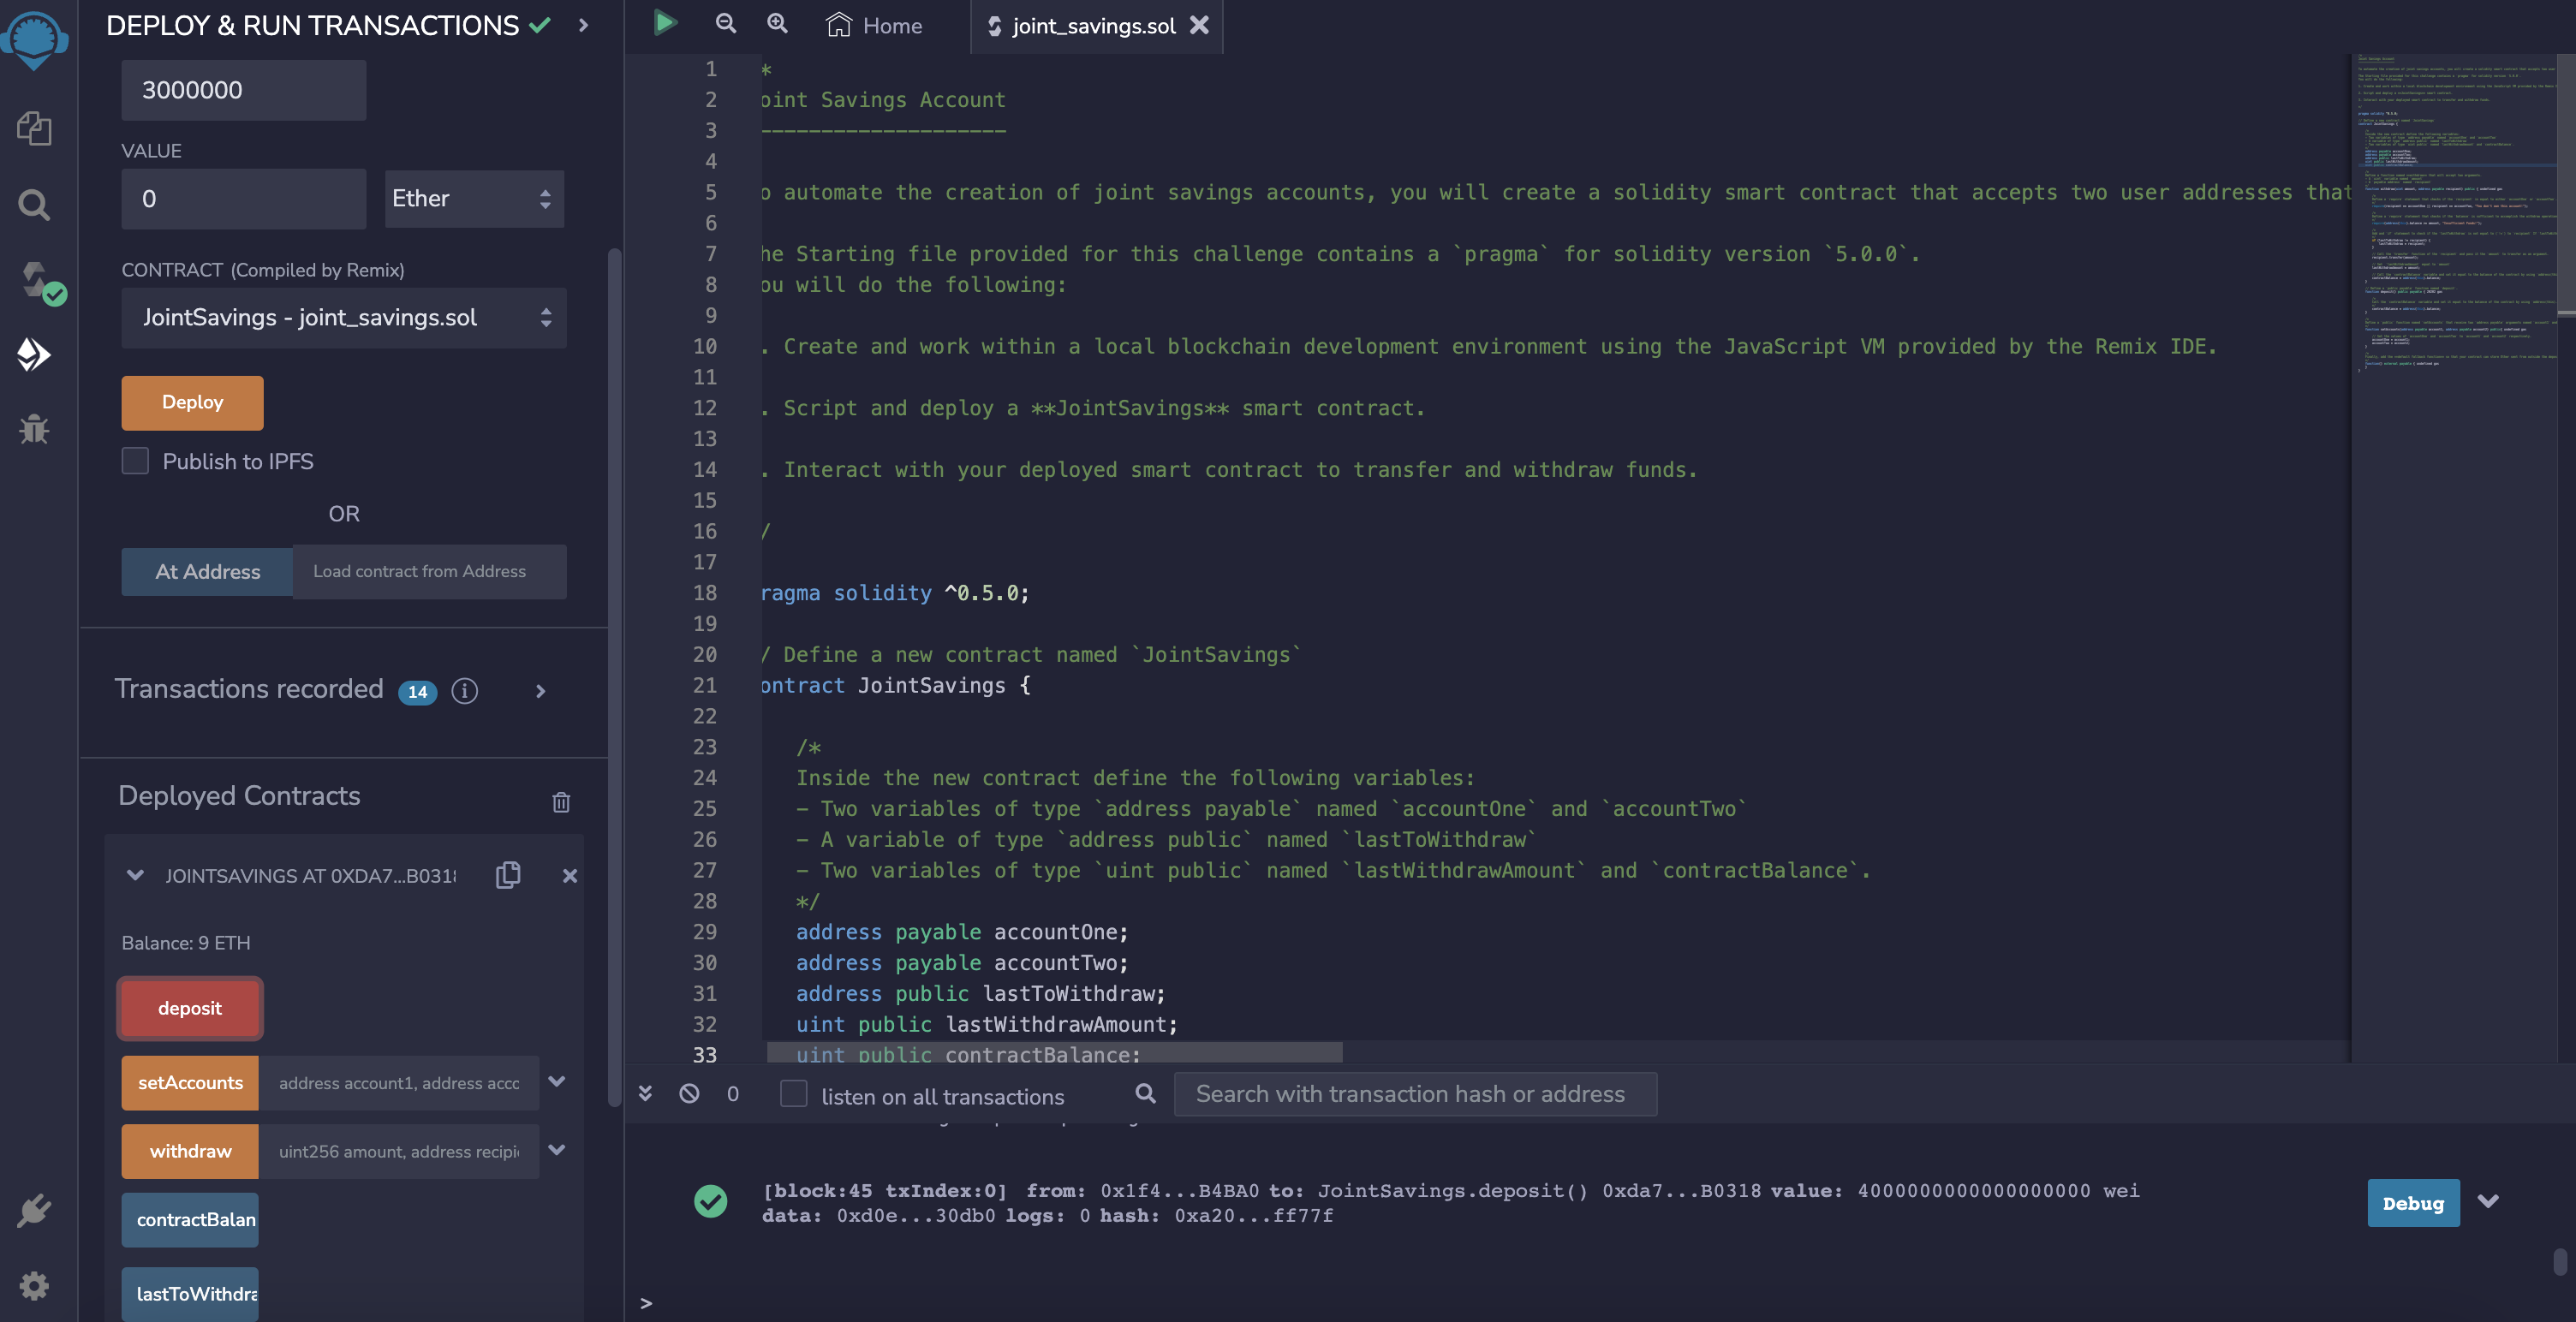 DEPLOY & RUN TRANSACTIONS
3000000
VALUE
0
Ether
CONTRACT (Compiled by Remix)
JointSavings - joint_savings.sol
Deploy
Publish to IPFS
OR
At Address
Load contract from Address
Transactions recorded 14 i
Deployed Contracts
JOINTSAVINGS AT 0XDA7...B031
Balance: 9 ETH
deposit
setAccounts
address account1, address acco
withdraw
uint256 amount, address recipi
contractBalan
lastToWithdra
Home
joint_savings.sol
1 *
2 oint Savings Account
3 --------------------
4
5 o automate the creation of joint savings accounts, you will create a solidity smart contract that accepts two user addresses that
6
7 he Starting file provided for this challenge contains a `pragma` for solidity version `5.0.0`.
8 ou will do the following:
9
10 . Create and work within a local blockchain development environment using the JavaScript VM provided by the Remix IDE.
11
12 . Script and deploy a **JointSavings** smart contract.
13
14 . Interact with your deployed smart contract to transfer and withdraw funds.
15
16 /
17
18 ragma solidity ^0.5.0;
19
20 / Define a new contract named `JointSavings`
21 ontract JointSavings {
22
23 /*
24 Inside the new contract define the following variables:
25 - Two variables of type `address payable` named `accountOne` and `accountTwo`
26 - A variable of type `address public` named `lastToWithdraw`
27 - Two variables of type `uint public` named `lastWithdrawAmount` and `contractBalance`.
28 */
29 address payable accountOne;
30 address payable accountTwo;
31 address public lastToWithdraw;
32 uint public lastWithdrawAmount;
33 uint public contractBalance;
0
listen on all transactions
Search with transaction hash or address
[block:45 txIndex:0] from: 0x1f4...B4BA0 to: JointSavings.deposit() 0xda7...B0318 value: 4000000000000000000 wei
data: 0xd0e...30db0 logs: 0 hash: 0xa20...ff77f
Debug
>